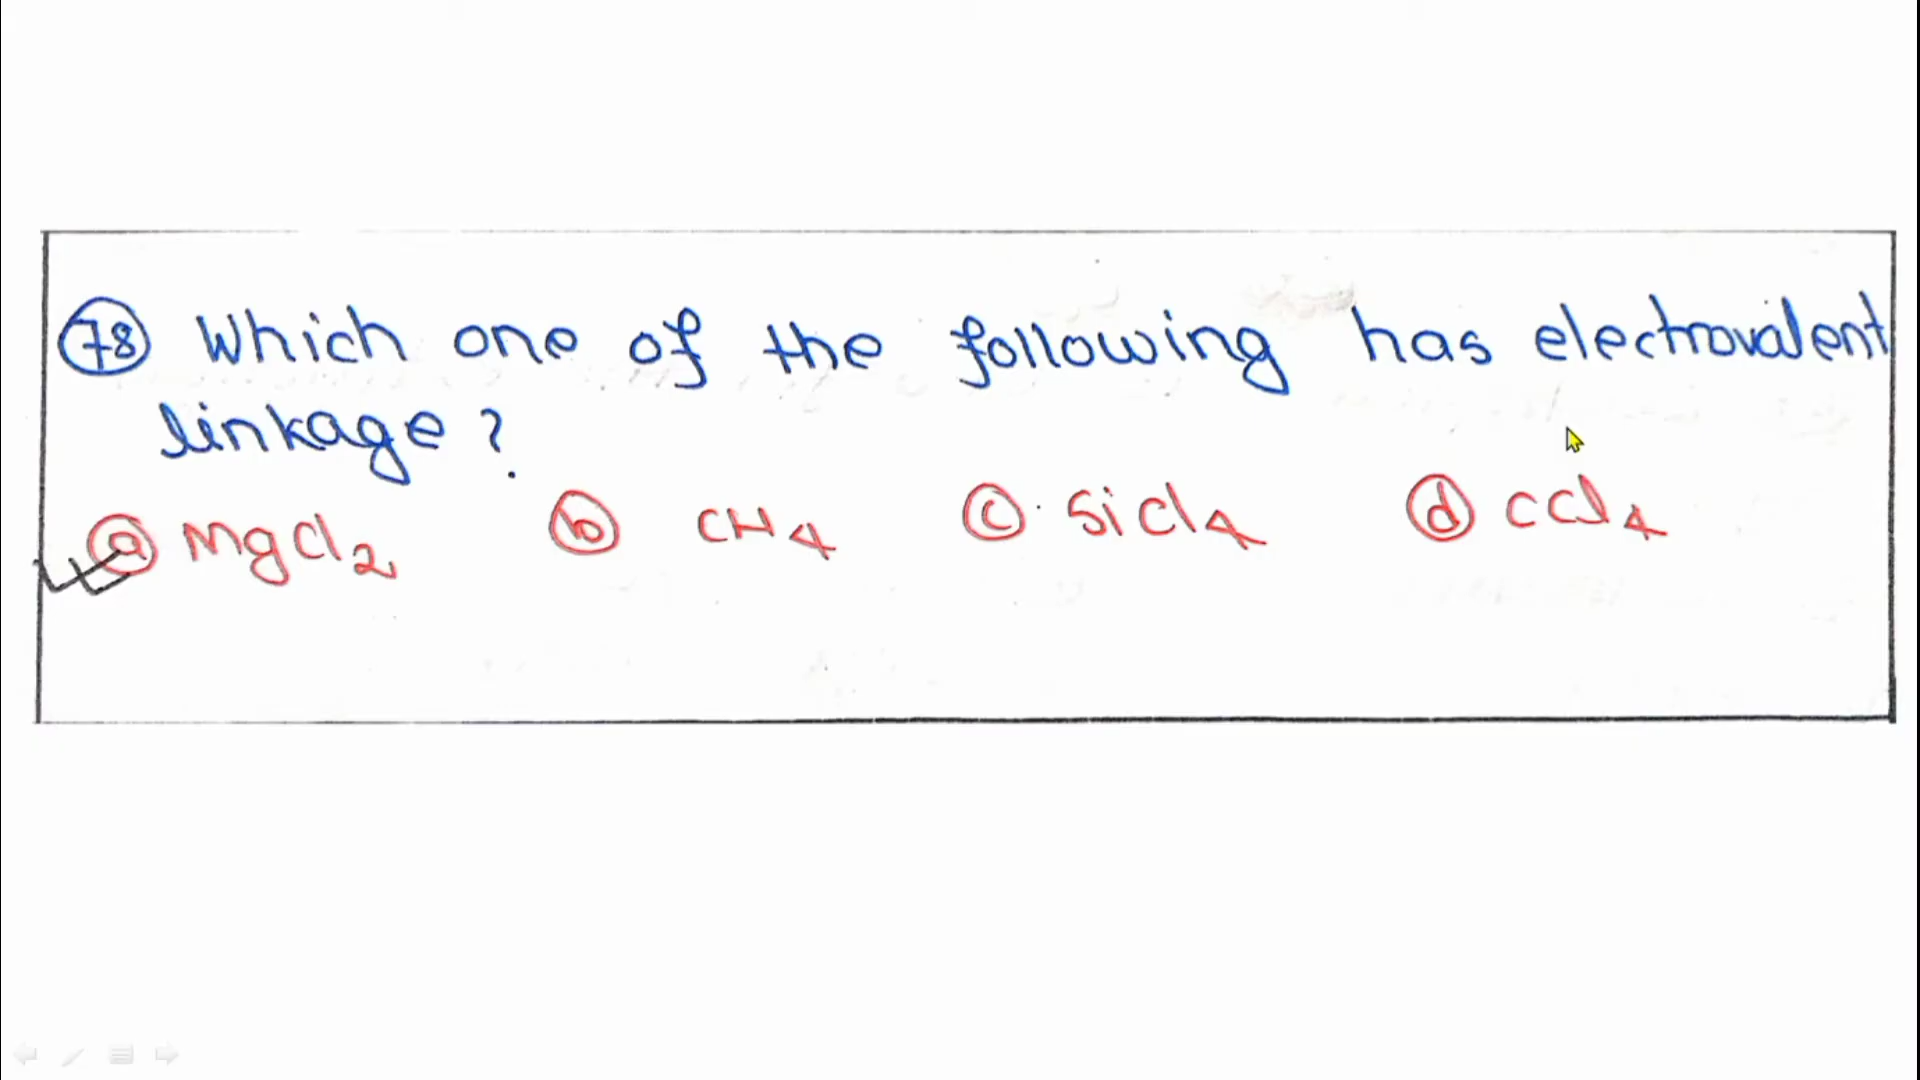 78 Which one of the following has electrovalent
linkage?
a MgCl2 b CH4 c SiCl4 d CCl4